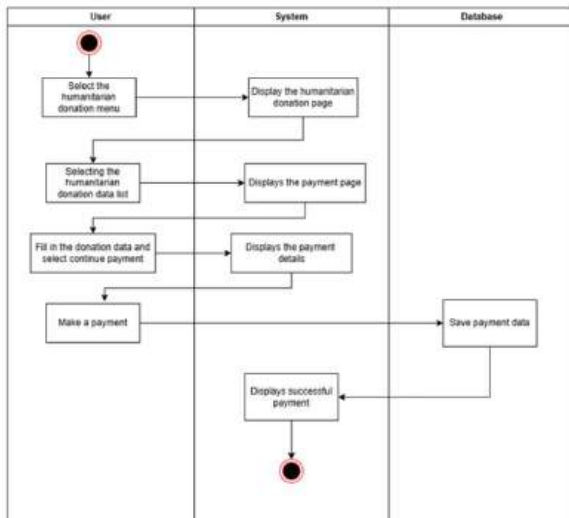 User
System
Database
Select the
humanitarian
donation menu
Display the humanitarian
donation page
Selecting the
humanitarian
donation data list
Displays the payment page
Fill in the donation data and
select continue payment
Displays the payment
details
Make a payment
Save payment data
Displays successful
payment